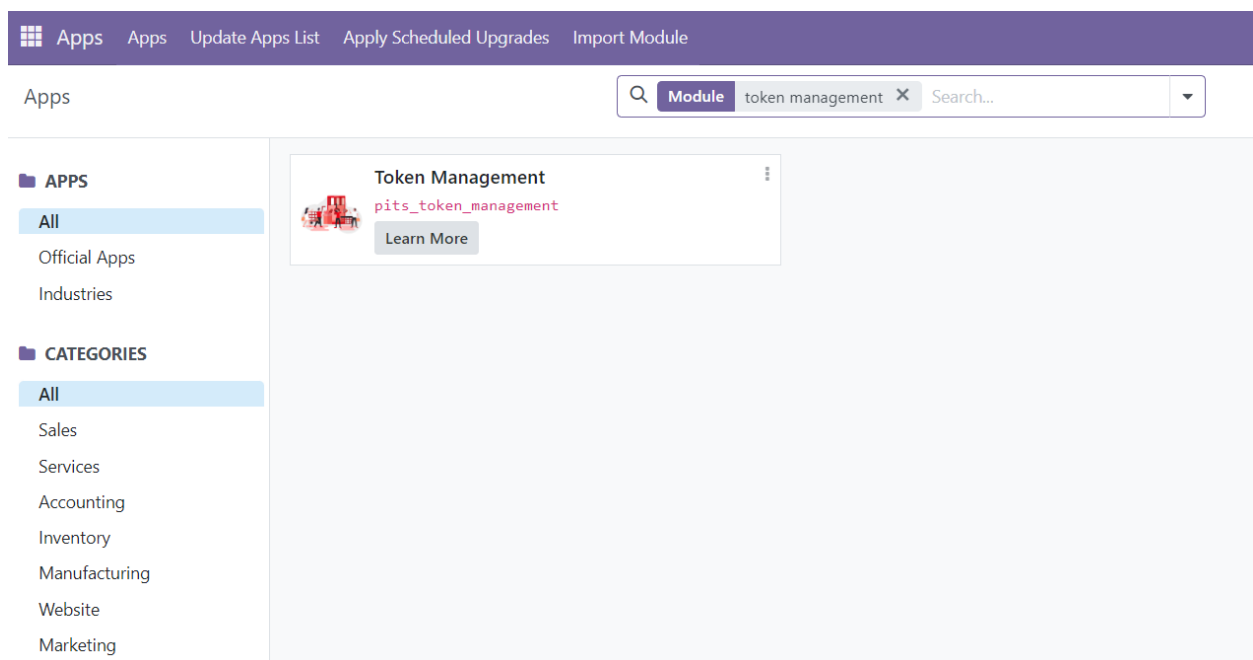 Apps Apps Update Apps List Apply Scheduled Upgrades Import Module
Apps
Module token management × Search...
APPS
All
Official Apps
Industries
CATEGORIES
All
Sales
Services
Accounting
Inventory
Manufacturing
Website
Marketing
Token Management
pits_token_management
Learn More